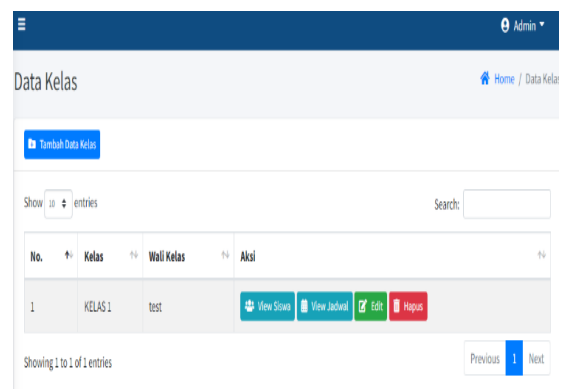 Admin
Data Kelas
Home / Data Kelas
Tambah Data Kelas
Show 10 entries
Search:
No. Kelas Wali Kelas Aksi
1 KELAS 1 test View Siswa View Jadwal Edit Hapus
Showing 1 to 1 of 1 entries
Previous 1 Next